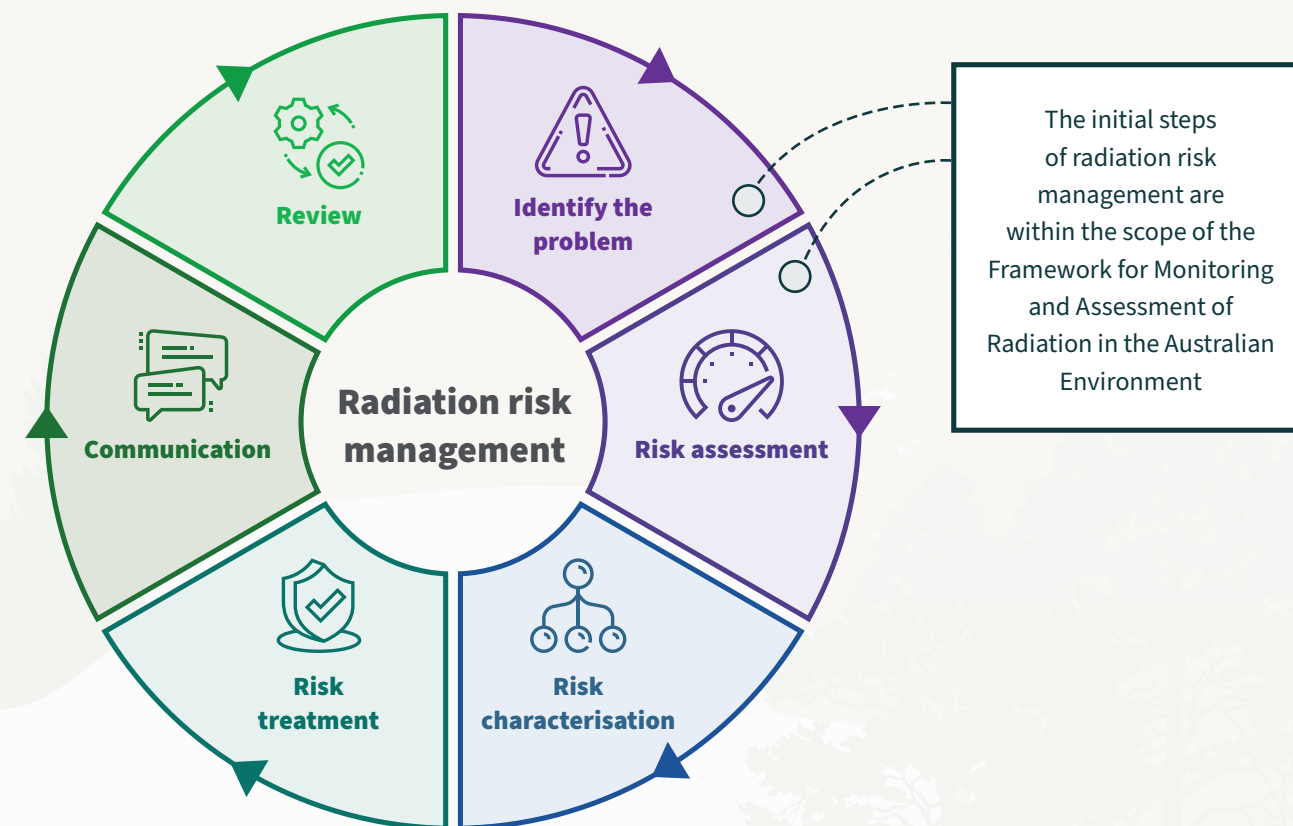 Review
Identify the
problem
Communication
Radiation risk
management
Risk assessment
Risk
treatment
Risk
characterisation
The initial steps
of radiation risk
management are
within the scope of the
Framework for Monitoring
and Assessment of
Radiation in the Australian
Environment